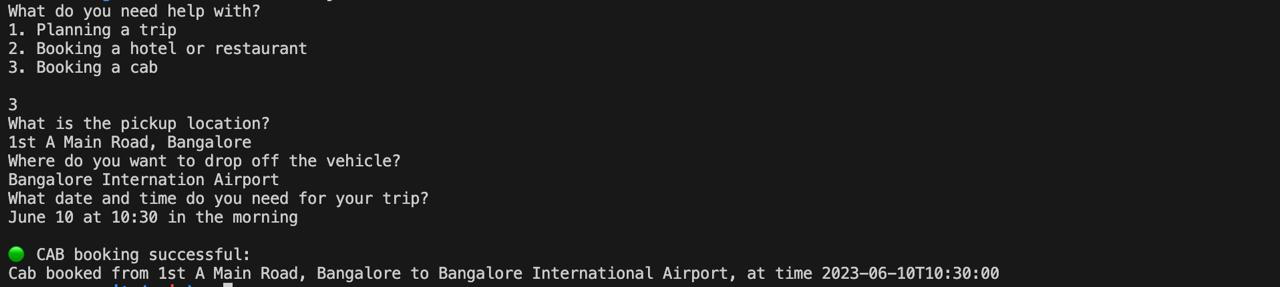 What do you need help with?
1. Planning a trip
2. Booking a hotel or restaurant
3. Booking a cab
3
What is the pickup location?
1st A Main Road, Bangalore
Where do you want to drop off the vehicle?
Bangalore Internation Airport
What date and time do you need for your trip?
June 10 at 10:30 in the morning
CAB booking successful:
Cab booked from 1st A Main Road, Bangalore to Bangalore International Airport, at time 2023-06-10T10:30:00